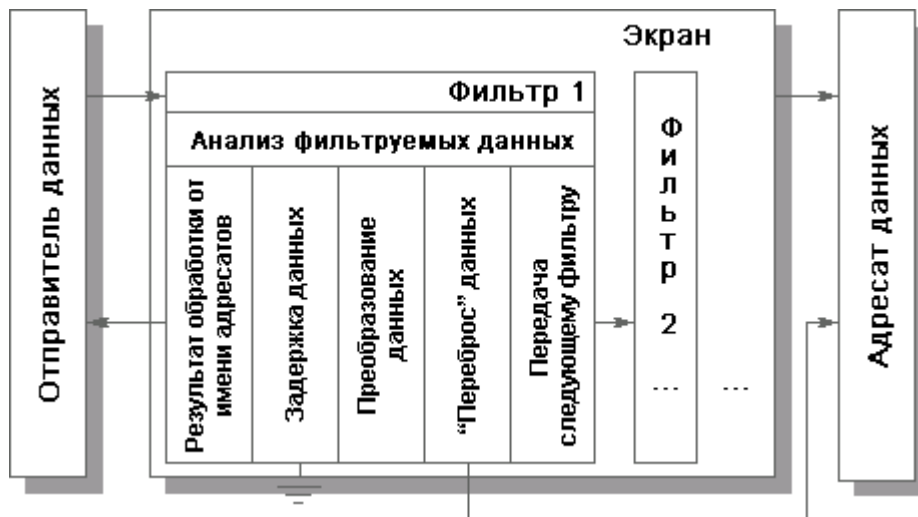 Отправитель данных
Экран
Фильтр 1
Анализ фильтруемых данных
Результат обработки от
имени адресатов
Задержка данных
Преобразование
данных
“Переброс” данных
Передача
следующему фильтру
Фильтр 2
...
...
Адресат данных